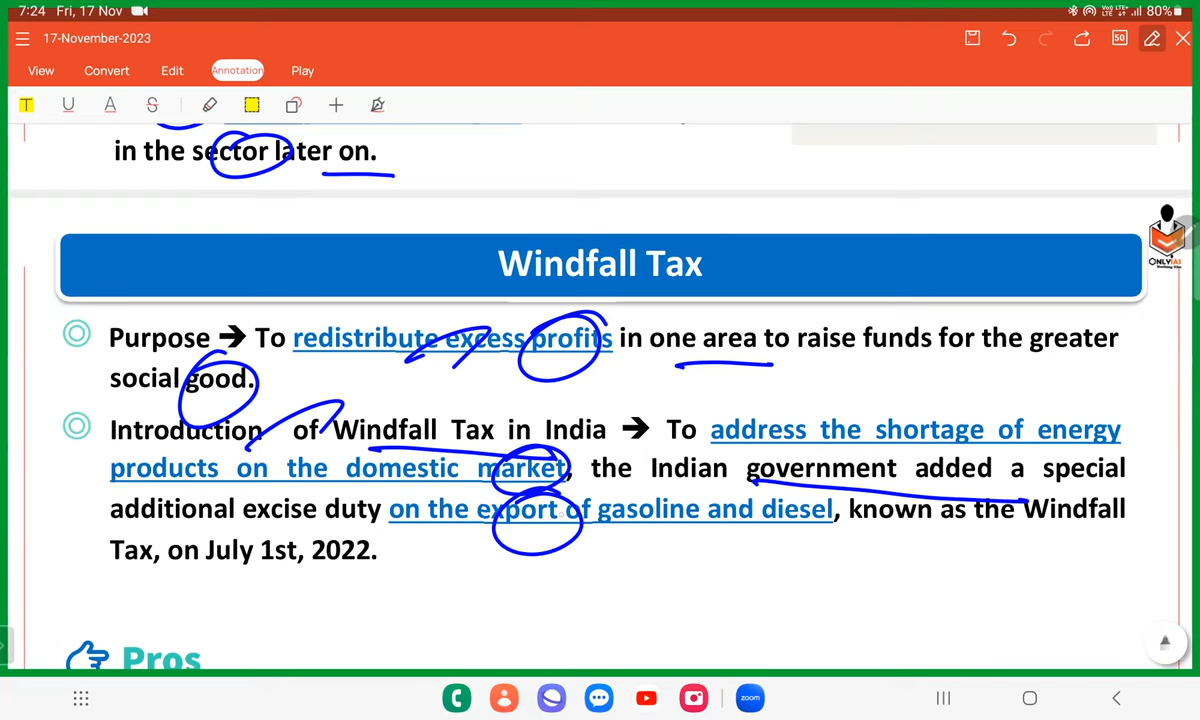 7:24 Fri, 17 Nov
80%
17-November-2023
50
View Convert Edit Annotation Play
T U A S
in the sector later on.
Windfall Tax
ONLYIAS
Purpose → To redistribute excess profits in one area to raise funds for the greater
social good.
Introduction of Windfall Tax in India → To address the shortage of energy
products on the domestic market, the Indian government added a special
additional excise duty on the export of gasoline and diesel, known as the Windfall
Tax, on July 1st, 2022.
Pros
zoom